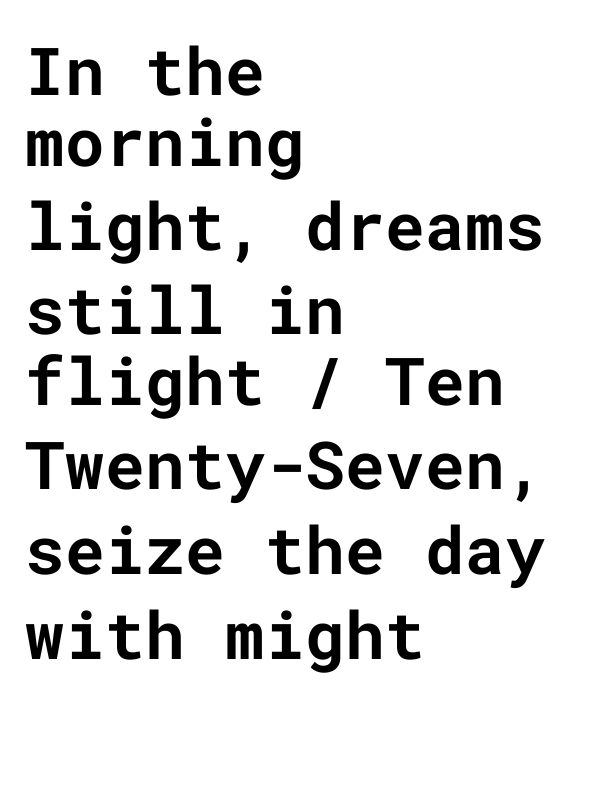 In the
morning
light, dreams
still in
flight / Ten
Twenty-Seven,
seize the day
with might